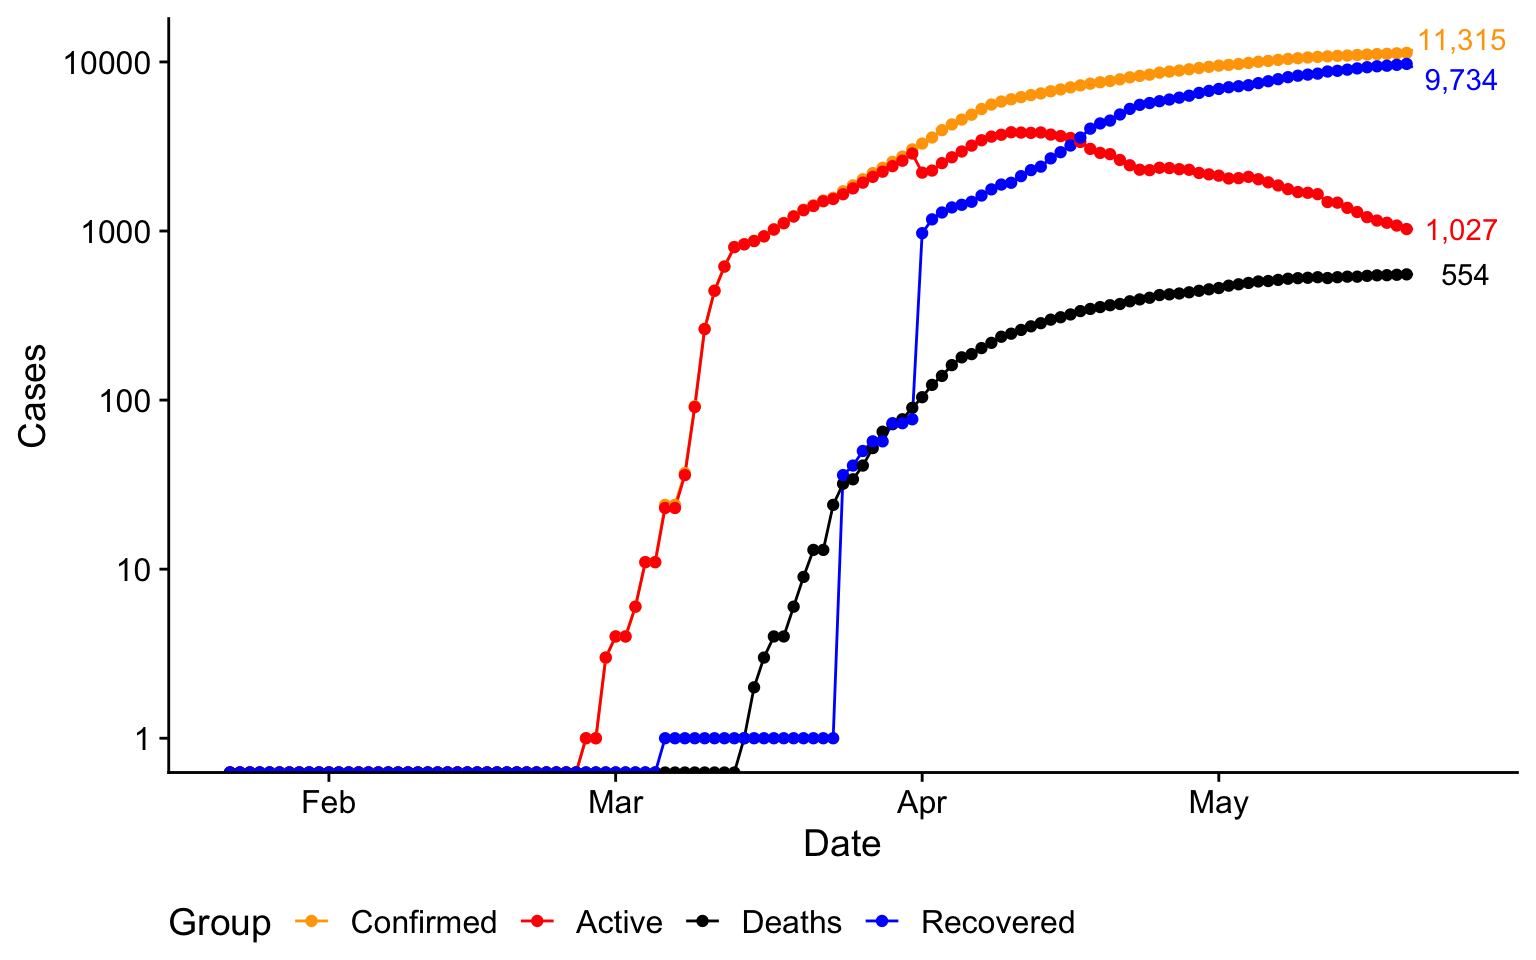 11,315
10000
9,734
1000
1,027
554
Cases
100
10
1
Feb Mar Apr May
Date
Group Confirmed Active Deaths Recovered